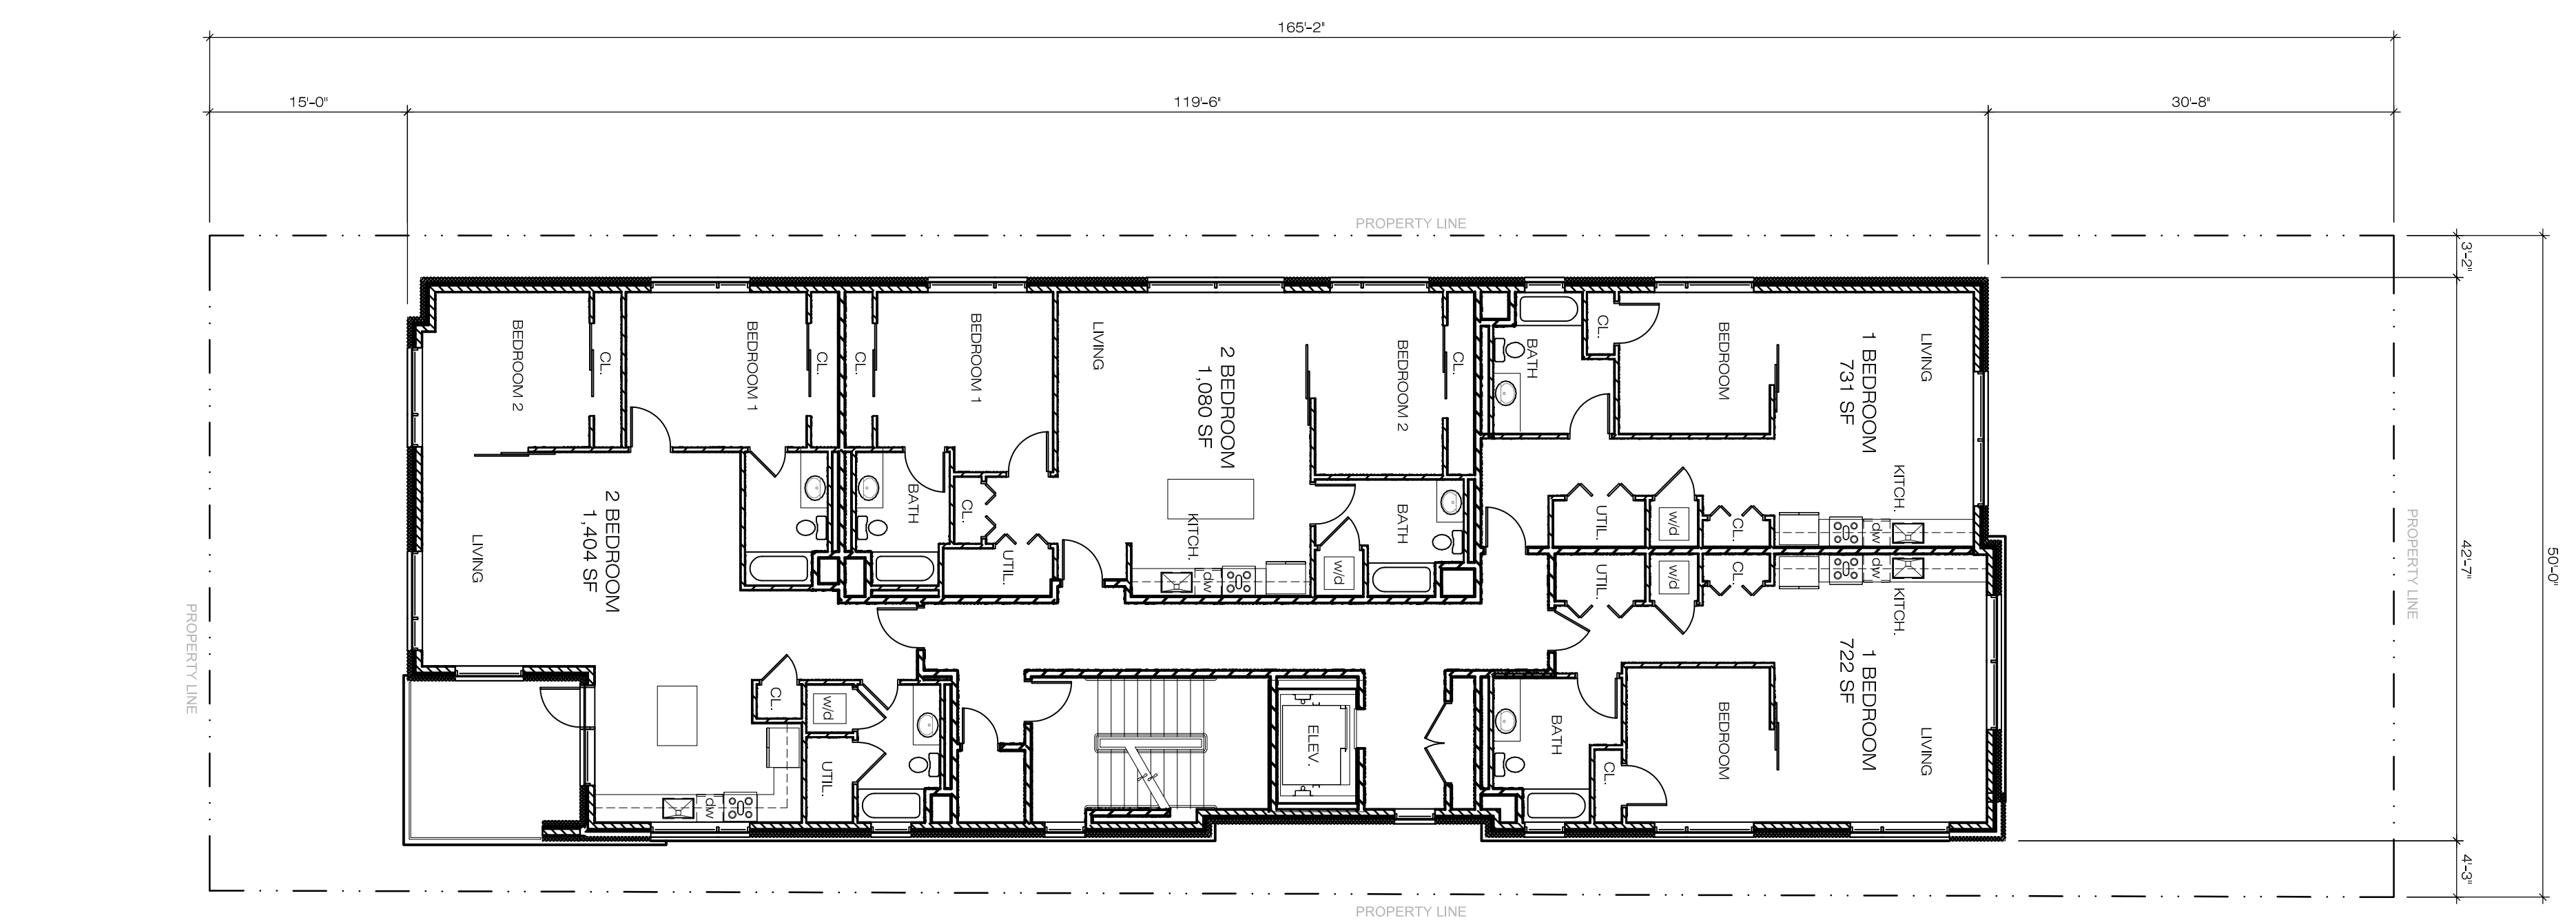 165'-2"
15'-0"
119'-6"
30'-8"
PROPERTY LINE
3'-2"
42'-7"
4'-3"
50'-0"
PROPERTY LINE
PROPERTY LINE
PROPERTY LINE
BEDROOM 2
CL.
BEDROOM 1
CL.
2 BEDROOM
1,404 SF
LIVING
CL.
w/d
UTIL.
dw
CL.
BEDROOM 1
BATH
CL.
UTIL.
LIVING
2 BEDROOM
1,080 SF
KITCH.
dw
BEDROOM 2
CL.
BATH
w/d
ELEV.
BATH
CL.
BEDROOM
1 BEDROOM
731 SF
LIVING
KITCH.
UTIL.
w/d
CL.
dw
UTIL.
w/d
CL.
dw
KITCH.
1 BEDROOM
722 SF
LIVING
BEDROOM
BATH
CL.